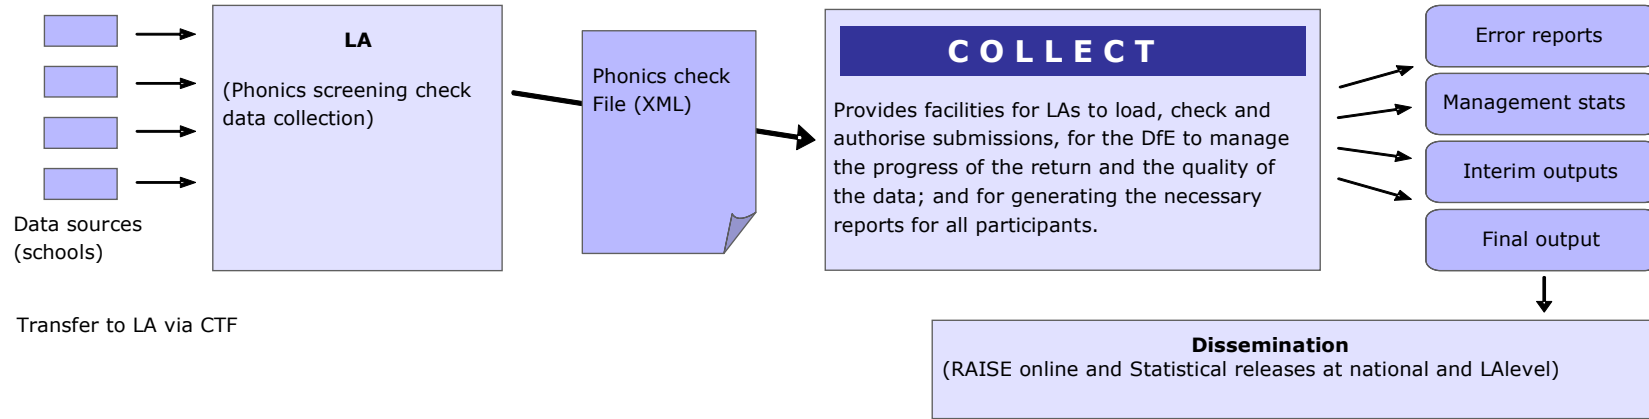 Data sources
(schools)
Transfer to LA via CTF
LA
(Phonics screening check
data collection)
Phonics check
File (XML)
COLLECT
Provides facilities for LAs to load, check and
authorise submissions, for the DfE to manage
the progress of the return and the quality of
the data; and for generating the necessary
reports for all participants.
Error reports
Management stats
Interim outputs
Final output
Dissemination
(RAISE online and Statistical releases at national and LAlevel)